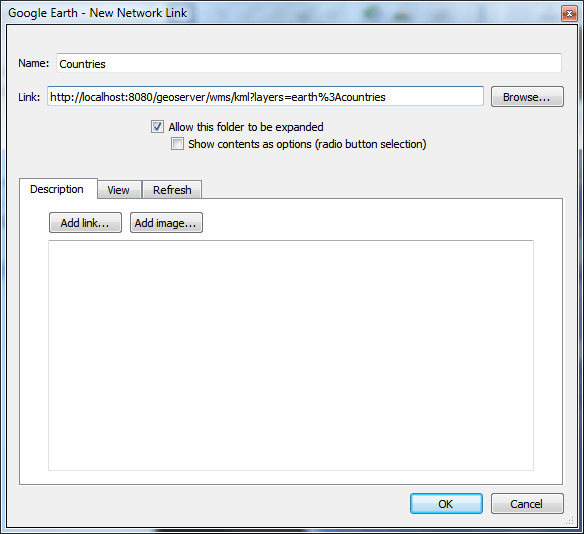 Google Earth - New Network Link
Name: Countries
Link: http://localhost:8080/geoserver/wms/kml?layers=earth%3Acountries Browse...
Allow this folder to be expanded
Show contents as options (radio button selection)
Description View Refresh
Add link... Add image...
OK Cancel